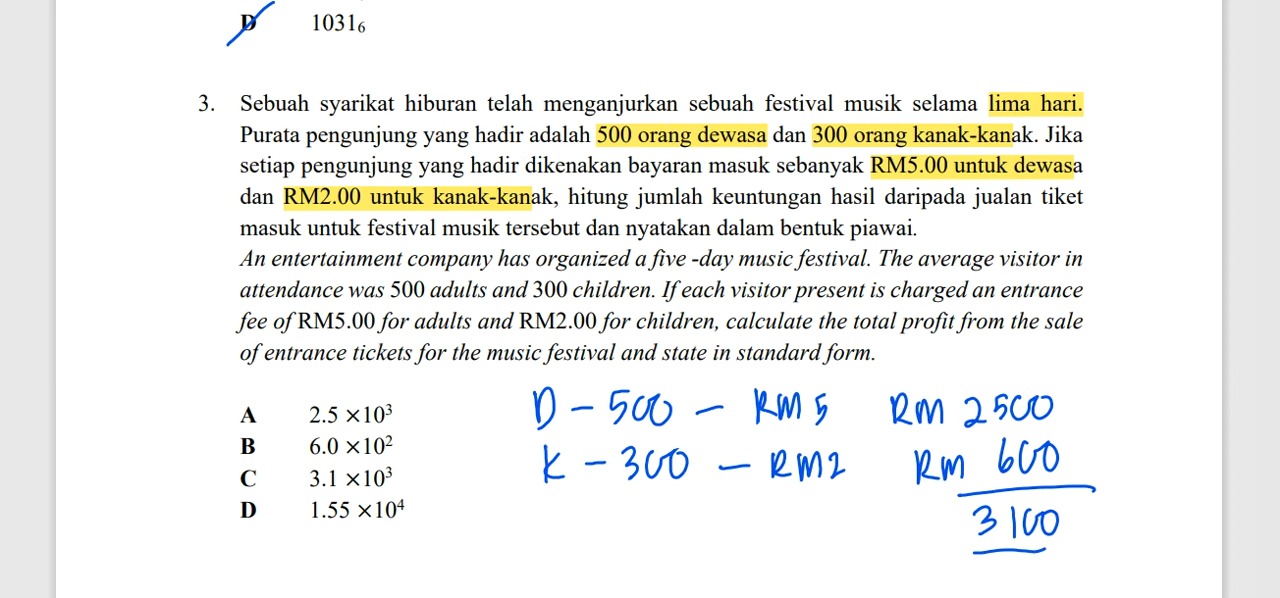 D 1031₆
3. Sebuah syarikat hiburan telah menganjurkan sebuah festival musik selama lima hari.
Purata pengunjung yang hadir adalah 500 orang dewasa dan 300 orang kanak-kanak. Jika
setiap pengunjung yang hadir dikenakan bayaran masuk sebanyak RM5.00 untuk dewasa
dan RM2.00 untuk kanak-kanak, hitung jumlah keuntungan hasil daripada jualan tiket
masuk untuk festival musik tersebut dan nyatakan dalam bentuk piawai.
An entertainment company has organized a five -day music festival. The average visitor in
attendance was 500 adults and 300 children. If each visitor present is charged an entrance
fee of RM5.00 for adults and RM2.00 for children, calculate the total profit from the sale
of entrance tickets for the music festival and state in standard form.
A 2.5 ×10³
B 6.0 ×10²
C 3.1 ×10³
D 1.55 ×10⁴
D - 500 - RM 5 RM 2500
K - 300 - RM2 RM 600
3100